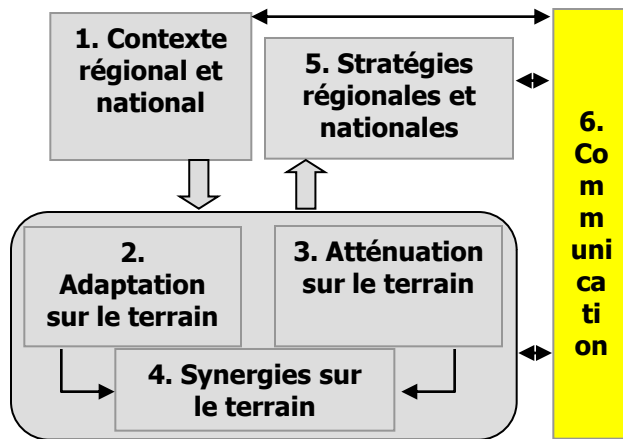 1. Contexte
régional et
national
5. Stratégies
régionales et
nationales
6.
Co
m
m
uni
ca
ti
on
2.
Adaptation
sur le terrain
3. Atténuation
sur le terrain
4. Synergies sur
le terrain